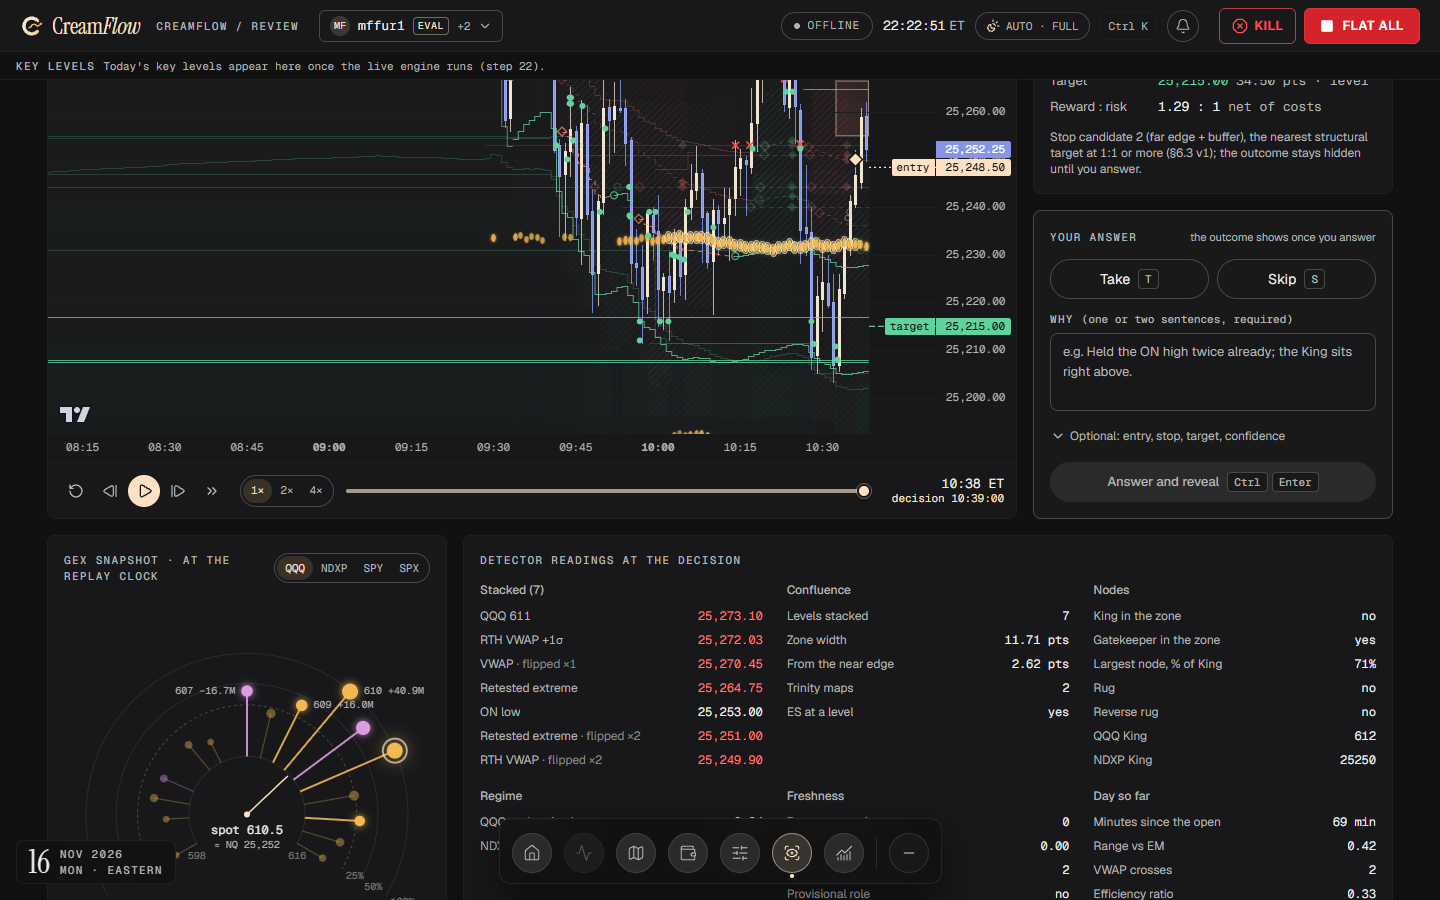 CreamFlow CREAMFLOW / REVIEW MF mffur1 EVAL +2 OFFLINE 22:22:51 ET AUTO · FULL Ctrl K KILL FLAT ALL
KEY LEVELS Today's key levels appear here once the live engine runs (step 22).
25,260.00
25,252.25
entry 25,248.50
25,240.00
25,230.00
25,220.00
target 25,215.00
25,210.00
25,200.00
08:15 08:30 08:45 09:00 09:15 09:30 09:45 10:00 10:15 10:30
1× 2× 4×
10:38 ET
decision 10:39:00
Target 25,215.00 34.50 pts · level
Reward : risk 1.29 : 1 net of costs
Stop candidate 2 (far edge + buffer), the nearest structural
target at 1:1 or more (§6.3 v1); the outcome stays hidden
until you answer.
YOUR ANSWER the outcome shows once you answer
Take T Skip S
WHY (one or two sentences, required)
e.g. Held the ON high twice already; the King sits
right above.
Optional: entry, stop, target, confidence
Answer and reveal Ctrl Enter
GEX SNAPSHOT · AT THE
REPLAY CLOCK
QQQ NDXP SPY SPX
607 −16.7M
610 +40.9M
609 +16.0M
spot 610.5
≈ NQ 25,252
598
616
25%
50%
DETECTOR READINGS AT THE DECISION
Stacked (7)
QQQ 611 25,273.10
RTH VWAP +1σ 25,272.03
VWAP · flipped ×1 25,270.45
Retested extreme 25,264.75
ON low 25,253.00
Retested extreme · flipped ×2 25,251.00
RTH VWAP · flipped ×2 25,249.90
Confluence
Levels stacked 7
Zone width 11.71 pts
From the near edge 2.62 pts
Trinity maps 2
ES at a level yes
Nodes
King in the zone no
Gatekeeper in the zone yes
Largest node, % of King 71%
Rug no
Reverse rug no
QQQ King 612
NDXP King 25250
Regime
Freshness
0
0.00
2
Provisional role no
Day so far
Minutes since the open 69 min
Range vs EM 0.42
VWAP crosses 2
Efficiency ratio 0.33
16 NOV 2026
MON · EASTERN